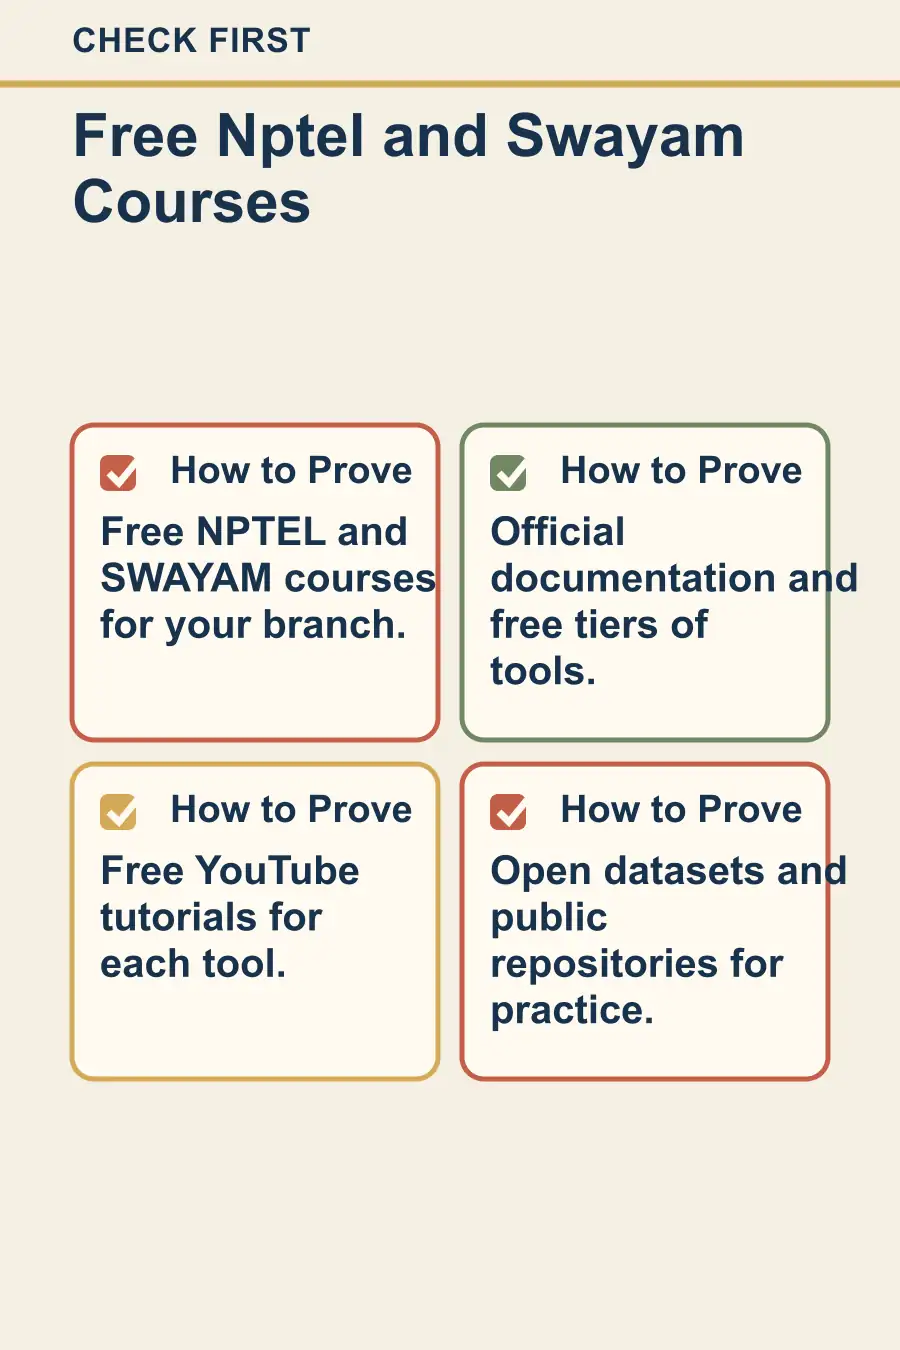 CHECK FIRST
Free Nptel and Swayam
Courses
How to Prove
Free NPTEL and
SWAYAM courses
for your branch.
How to Prove
Official
documentation and
free tiers of
tools.
How to Prove
Free YouTube
tutorials for
each tool.
How to Prove
Open datasets and
public
repositories for
practice.